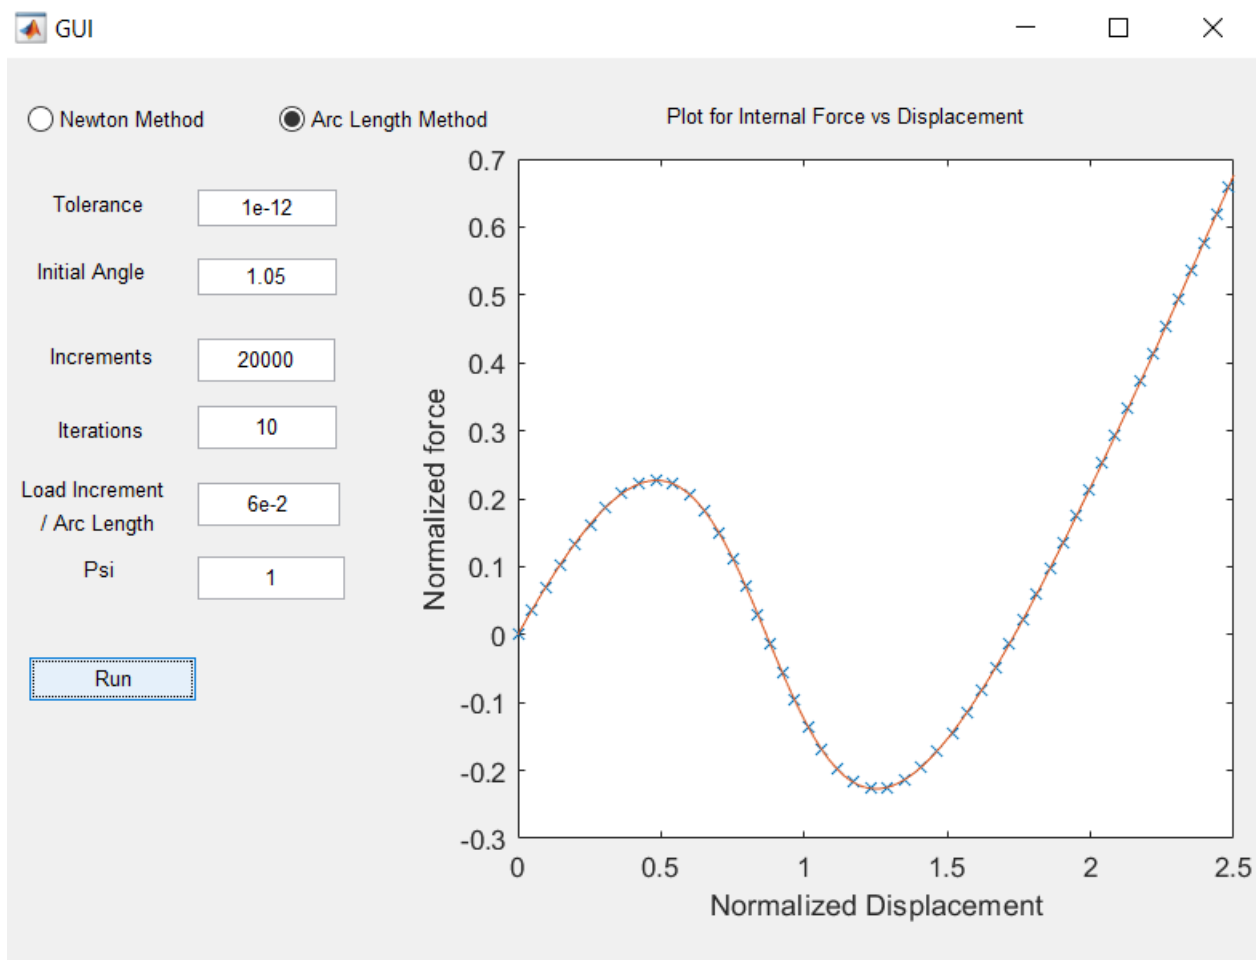 GUI
Newton Method
Arc Length Method
Plot for Internal Force vs Displacement
Tolerance
1e-12
Initial Angle
1.05
Increments
20000
Iterations
10
Load Increment
/ Arc Length
6e-2
Psi
1
Run
Normalized force
0.7
0.6
0.5
0.4
0.3
0.2
0.1
0
-0.1
-0.2
-0.3
0
0.5
1
1.5
2
2.5
Normalized Displacement